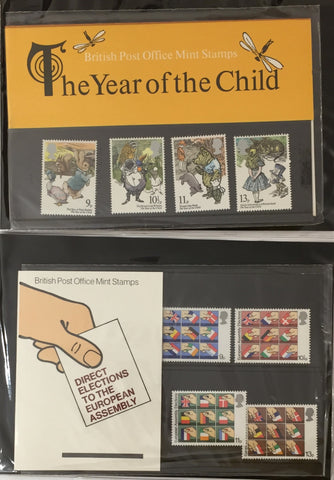 British Post Office Mint Stamps
The Year of the Child
9p
10½p
11p
13p
British Post Office Mint Stamps
DIRECT
ELECTIONS
TO THE
EUROPEAN
ASSEMBLY